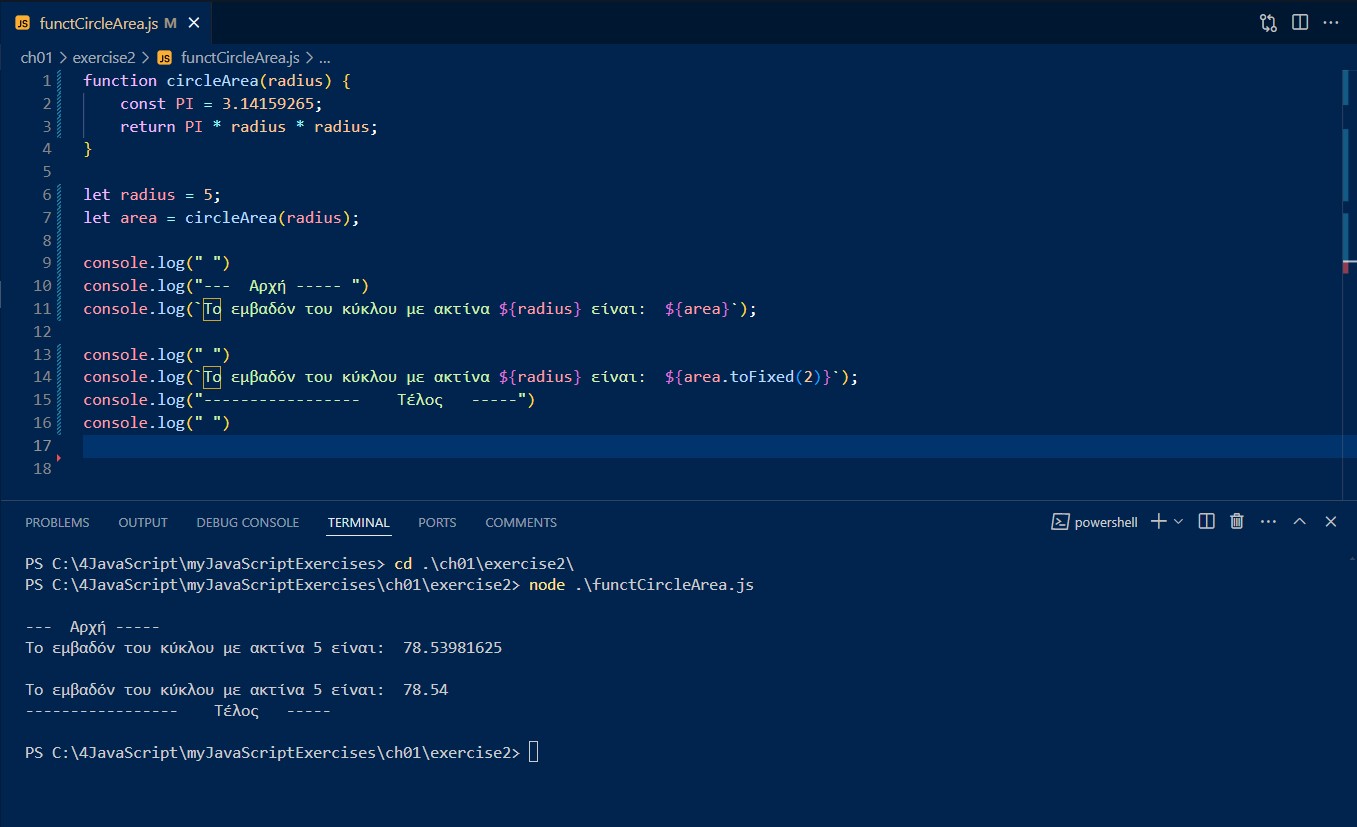 JS functCircleArea.js M
ch01 > exercise2 > JS functCircleArea.js > ...
1 function circleArea(radius) {
2     const PI = 3.14159265;
3     return PI * radius * radius;
4 }
5
6 let radius = 5;
7 let area = circleArea(radius);
8
9 console.log(" ")
10 console.log("---  Αρχή ----- ")
11 console.log(`Το εμβαδόν του κύκλου με ακτίνα ${radius} είναι:  ${area}`);
12
13 console.log(" ")
14 console.log(`Το εμβαδόν του κύκλου με ακτίνα ${radius} είναι:  ${area.toFixed(2)}`);
15 console.log("-----------------    Τέλος   -----")
16 console.log(" ")
17
18
PROBLEMS OUTPUT DEBUG CONSOLE TERMINAL PORTS COMMENTS powershell
PS C:\4JavaScript\myJavaScriptExercises> cd .\ch01\exercise2\
PS C:\4JavaScript\myJavaScriptExercises\ch01\exercise2> node .\functCircleArea.js
---  Αρχή -----
Το εμβαδόν του κύκλου με ακτίνα 5 είναι:  78.53981625
Το εμβαδόν του κύκλου με ακτίνα 5 είναι:  78.54
-----------------    Τέλος   -----
PS C:\4JavaScript\myJavaScriptExercises\ch01\exercise2>